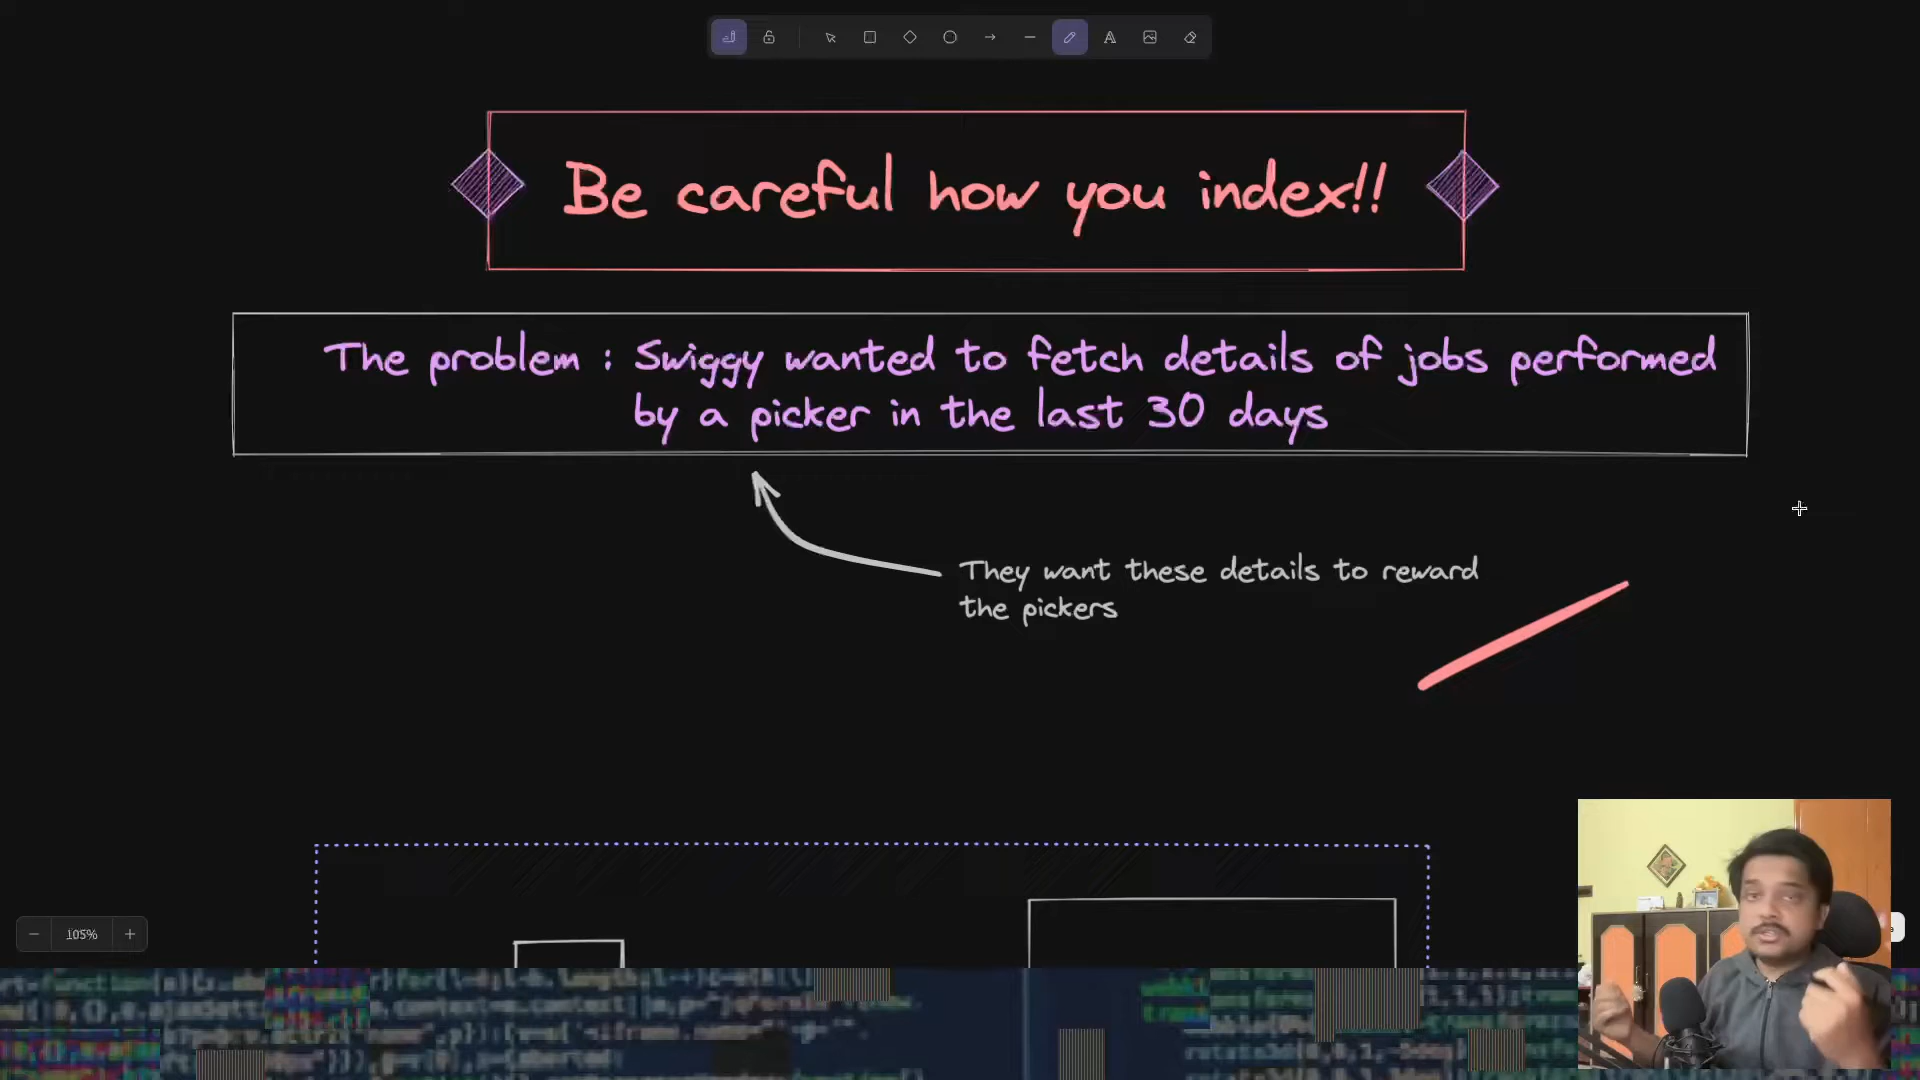 Be careful how you index!!
The problem : Swiggy wanted to fetch details of jobs performed
by a picker in the last 30 days
They want these details to reward
the pickers
105%